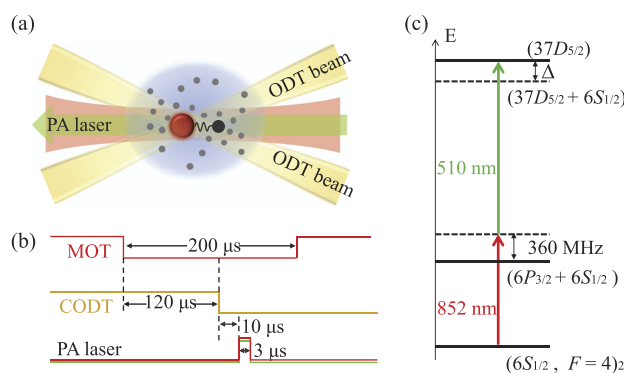 (a)
ODT beam
PA laser
ODT beam
(b)
MOT
200 μs
CODT
120 μs
10 μs
PA laser
3 μs
(c)
E
(37D5/2)
Δ
(37D5/2 + 6S1/2)
510 nm
360 MHz
(6P3/2 + 6S1/2)
852 nm
(6S1/2 , F = 4)2